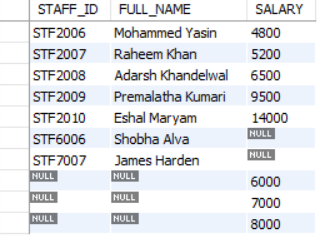 STAFF_ID FULL_NAME SALARY
STF2006 Mohammed Yasin 4800
STF2007 Raheem Khan 5200
STF2008 Adarsh Khandelwal 6500
STF2009 Premalatha Kumari 9500
STF2010 Eshal Maryam 14000
STF6006 Shobha Alva NULL
STF7007 James Harden NULL
NULL NULL 6000
NULL NULL 7000
NULL NULL 8000